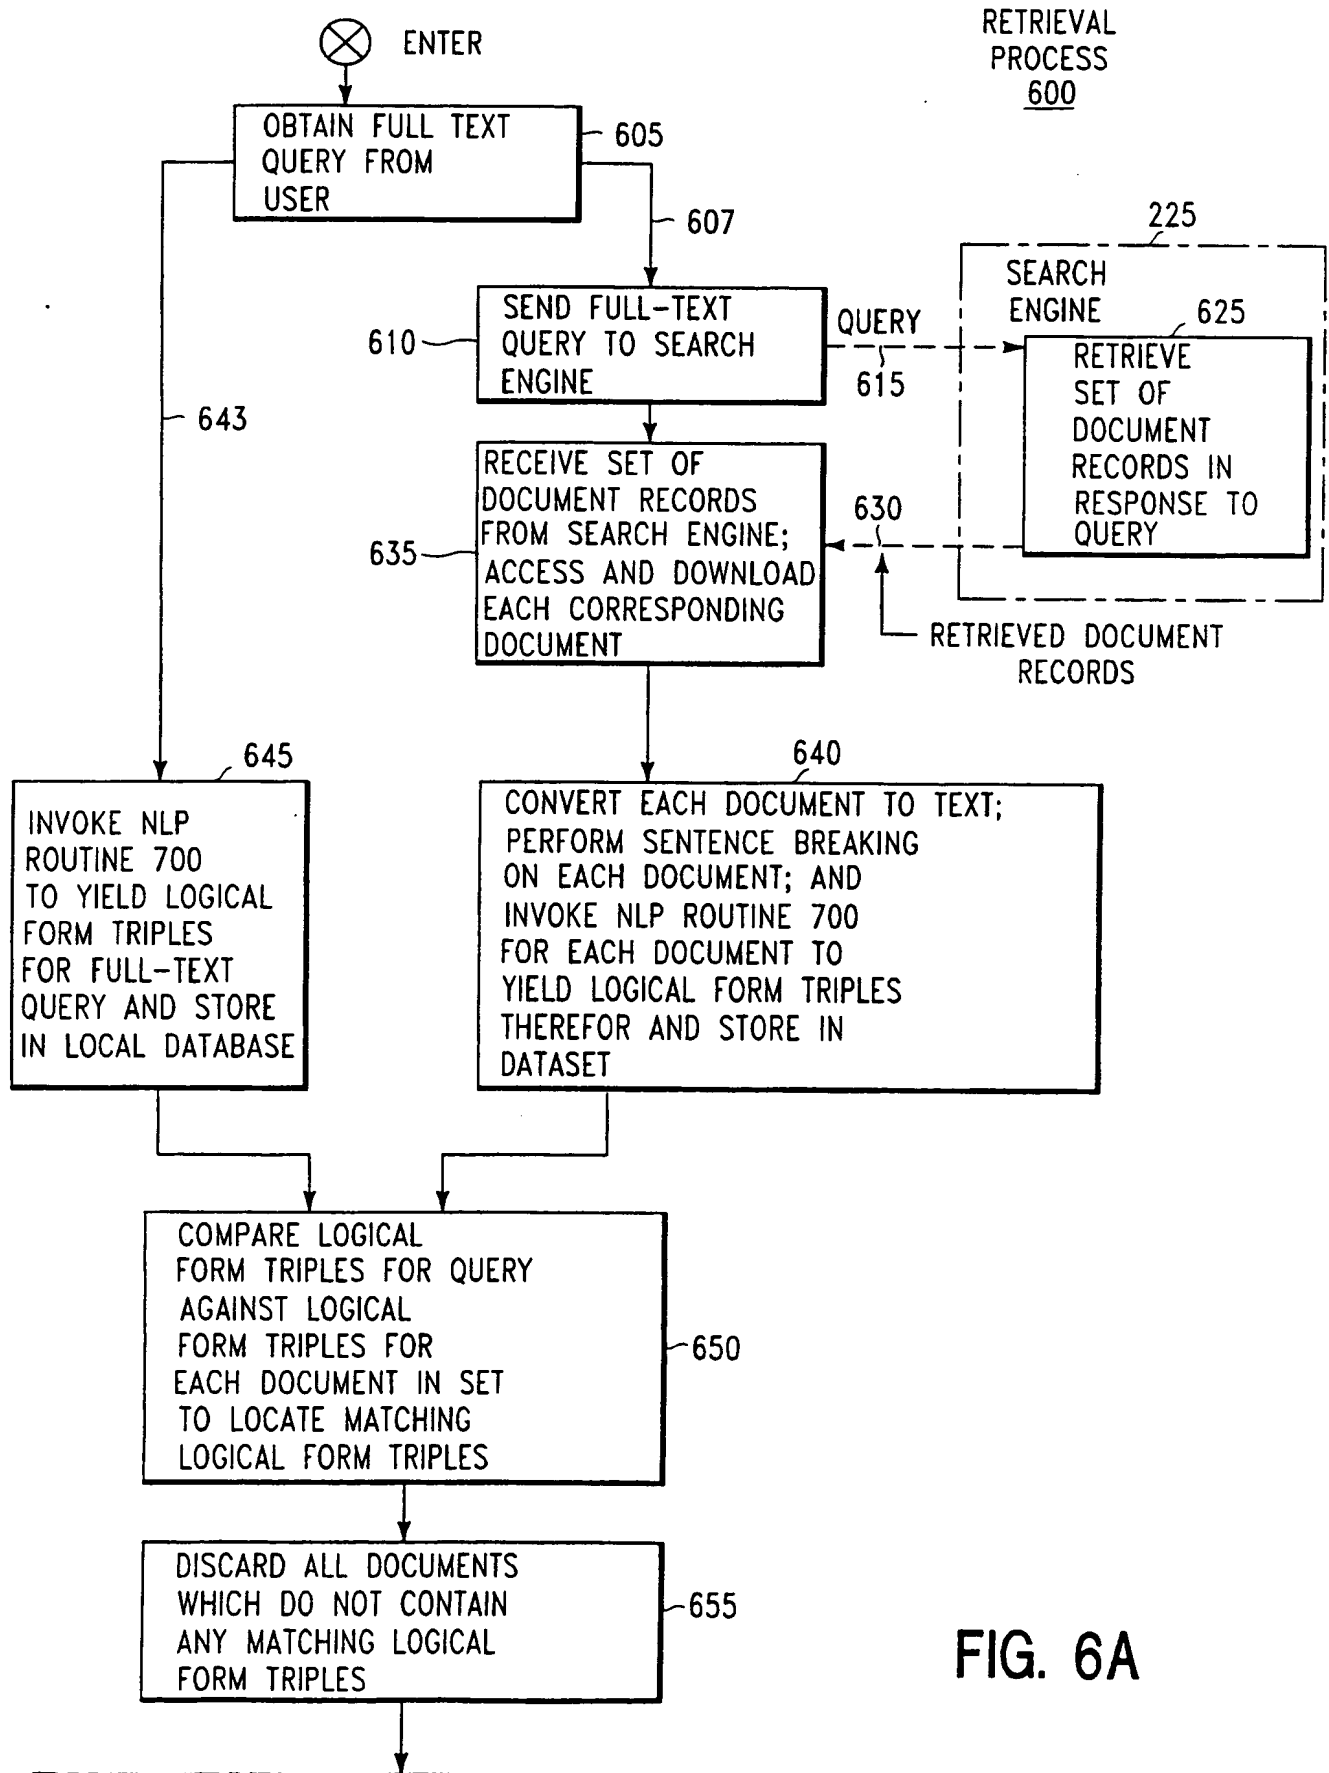 RETRIEVAL
PROCESS
600
ENTER
OBTAIN FULL TEXT
QUERY FROM
USER
605
607
643
225
SEARCH
ENGINE
SEND FULL-TEXT
QUERY TO SEARCH
ENGINE
610
QUERY
615
625
RETRIEVE
SET OF
DOCUMENT
RECORDS IN
RESPONSE TO
QUERY
RECEIVE SET OF
DOCUMENT RECORDS
FROM SEARCH ENGINE;
ACCESS AND DOWNLOAD
EACH CORRESPONDING
DOCUMENT
635
630
RETRIEVED DOCUMENT
RECORDS
645
INVOKE NLP
ROUTINE 700
TO YIELD LOGICAL
FORM TRIPLES
FOR FULL-TEXT
QUERY AND STORE
IN LOCAL DATABASE
640
CONVERT EACH DOCUMENT TO TEXT;
PERFORM SENTENCE BREAKING
ON EACH DOCUMENT; AND
INVOKE NLP ROUTINE 700
FOR EACH DOCUMENT TO
YIELD LOGICAL FORM TRIPLES
THEREFOR AND STORE IN
DATASET
COMPARE LOGICAL
FORM TRIPLES FOR QUERY
AGAINST LOGICAL
FORM TRIPLES FOR
EACH DOCUMENT IN SET
TO LOCATE MATCHING
LOGICAL FORM TRIPLES
650
DISCARD ALL DOCUMENTS
WHICH DO NOT CONTAIN
ANY MATCHING LOGICAL
FORM TRIPLES
655
FIG. 6A